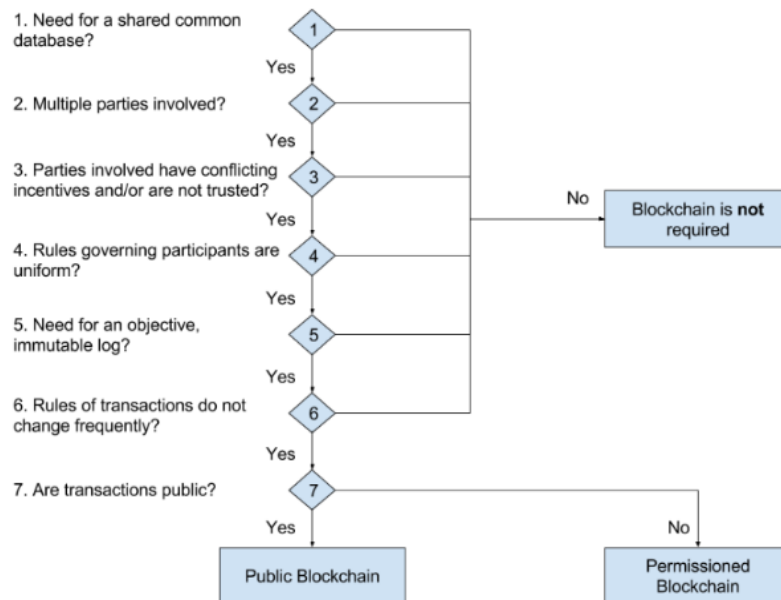 1. Need for a shared common
database?
1
Yes
2. Multiple parties involved?
2
Yes
3. Parties involved have conflicting
incentives and/or are not trusted?
3
No
Blockchain is not
required
Yes
4. Rules governing participants are
uniform?
4
Yes
5. Need for an objective,
immutable log?
5
Yes
6. Rules of transactions do not
change frequently?
6
Yes
7. Are transactions public?
7
Yes
No
Public Blockchain
Permissioned
Blockchain